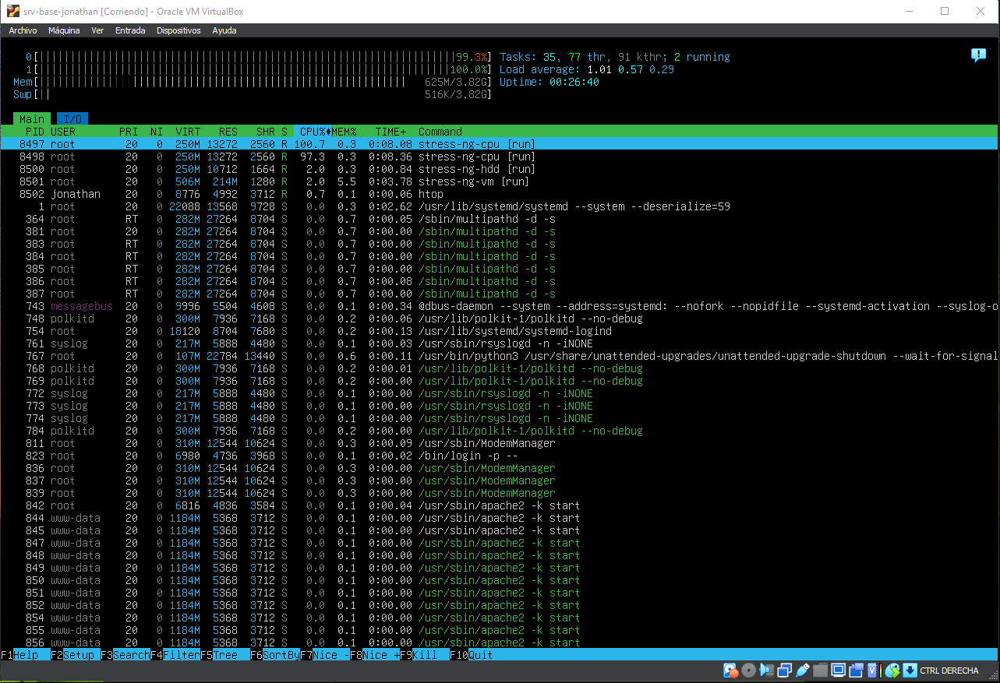 srv-base-jonathan [Corriendo] - Oracle VM VirtualBox
Archivo Máquina Ver Entrada Dispositivos Ayuda
0[||||||||||||||||||||||||||||||||||||||||||||||||||||||||||||||||||||99.3%] Tasks: 35, 77 thr, 91 kthr; 2 running
1[||||||||||||||||||||||||||||||||||||||||||||||||||||||||||||||||||||100.0%] Load average: 1.01 0.57 0.29
Mem[||||||||||||||||||||||||||||||||||||||||||||||||||||||||||| 625M/3.82G] Uptime: 00:26:40
Swp[|| 516K/3.82G]
Main I/O
PID USER PRI NI VIRT RES SHR S CPU% MEM% TIME+ Command
8497 root 20 0 250M 13272 2560 R 100.7 0.3 0:08.08 stress-ng-cpu [run]
8498 root 20 0 250M 13272 2560 R 97.3 0.3 0:08.36 stress-ng-cpu [run]
8500 root 20 0 250M 10712 1664 R 2.0 0.3 0:00.84 stress-ng-hdd [run]
8501 root 20 0 506M 214M 1280 R 2.0 5.5 0:03.78 stress-ng-vm [run]
8502 jonathan 20 0 8776 4992 3712 R 0.7 0.1 0:00.06 htop
1 root 20 0 22088 13568 9728 S 0.0 0.3 0:02.62 /usr/lib/systemd/systemd --system --deserialize=59
364 root RT 0 282M 27264 8704 S 0.0 0.7 0:00.05 /sbin/multipathd -d -s
381 root 20 0 282M 27264 8704 S 0.0 0.7 0:00.00 /sbin/multipathd -d -s
383 root RT 0 282M 27264 8704 S 0.0 0.7 0:00.00 /sbin/multipathd -d -s
384 root RT 0 282M 27264 8704 S 0.0 0.7 0:00.00 /sbin/multipathd -d -s
385 root RT 0 282M 27264 8704 S 0.0 0.7 0:00.00 /sbin/multipathd -d -s
386 root RT 0 282M 27264 8704 S 0.0 0.7 0:00.08 /sbin/multipathd -d -s
387 root RT 0 282M 27264 8704 S 0.0 0.7 0:00.00 /sbin/multipathd -d -s
743 messagebus 20 0 9996 5504 4608 S 0.0 0.1 0:00.34 @dbus-daemon --system --address=systemd: --nofork --nopidfile --systemd-activation --syslog-o
748 polkitd 20 0 300M 7936 7168 S 0.0 0.2 0:00.06 /usr/lib/polkit-1/polkitd --no-debug
754 root 20 0 18120 8704 7680 S 0.0 0.2 0:00.13 /usr/lib/systemd/systemd-logind
761 syslog 20 0 217M 5888 4480 S 0.0 0.1 0:00.03 /usr/sbin/rsyslogd -n -iNONE
767 root 20 0 107M 22784 13440 S 0.0 0.6 0:00.11 /usr/bin/python3 /usr/share/unattended-upgrades/unattended-upgrade-shutdown --wait-for-signal
768 polkitd 20 0 300M 7936 7168 S 0.0 0.2 0:00.01 /usr/lib/polkit-1/polkitd --no-debug
769 polkitd 20 0 300M 7936 7168 S 0.0 0.2 0:00.00 /usr/lib/polkit-1/polkitd --no-debug
772 syslog 20 0 217M 5888 4480 S 0.0 0.1 0:00.00 /usr/sbin/rsyslogd -n -iNONE
773 syslog 20 0 217M 5888 4480 S 0.0 0.1 0:00.00 /usr/sbin/rsyslogd -n -iNONE
774 syslog 20 0 217M 5888 4480 S 0.0 0.1 0:00.00 /usr/sbin/rsyslogd -n -iNONE
784 polkitd 20 0 300M 7936 7168 S 0.0 0.2 0:00.00 /usr/lib/polkit-1/polkitd --no-debug
811 root 20 0 310M 12544 10624 S 0.0 0.3 0:00.09 /usr/sbin/ModemManager
823 root 20 0 6980 4736 3968 S 0.0 0.1 0:00.02 /bin/login -p --
836 root 20 0 310M 12544 10624 S 0.0 0.3 0:00.00 /usr/sbin/ModemManager
837 root 20 0 310M 12544 10624 S 0.0 0.3 0:00.00 /usr/sbin/ModemManager
839 root 20 0 310M 12544 10624 S 0.0 0.3 0:00.00 /usr/sbin/ModemManager
842 root 20 0 6816 4836 3584 S 0.0 0.1 0:00.04 /usr/sbin/apache2 -k start
844 www-data 20 0 1184M 5368 3712 S 0.0 0.1 0:00.00 /usr/sbin/apache2 -k start
845 www-data 20 0 1184M 5368 3712 S 0.0 0.1 0:00.00 /usr/sbin/apache2 -k start
847 www-data 20 0 1184M 5368 3712 S 0.0 0.1 0:00.00 /usr/sbin/apache2 -k start
848 www-data 20 0 1184M 5368 3712 S 0.0 0.1 0:00.00 /usr/sbin/apache2 -k start
849 www-data 20 0 1184M 5368 3712 S 0.0 0.1 0:00.00 /usr/sbin/apache2 -k start
850 www-data 20 0 1184M 5368 3712 S 0.0 0.1 0:00.00 /usr/sbin/apache2 -k start
851 www-data 20 0 1184M 5368 3712 S 0.0 0.1 0:00.00 /usr/sbin/apache2 -k start
852 www-data 20 0 1184M 5368 3712 S 0.0 0.1 0:00.00 /usr/sbin/apache2 -k start
854 www-data 20 0 1184M 5368 3712 S 0.0 0.1 0:00.00 /usr/sbin/apache2 -k start
855 www-data 20 0 1184M 5368 3712 S 0.0 0.1 0:00.00 /usr/sbin/apache2 -k start
856 www-data 20 0 1184M 5368 3712 S 0.0 0.1 0:00.00 /usr/sbin/apache2 -k start
F1Help F2Setup F3SearchF4FilterF5Tree F6SortByF7Nice -F8Nice +F9Kill F10Quit
CTRL DERECHA